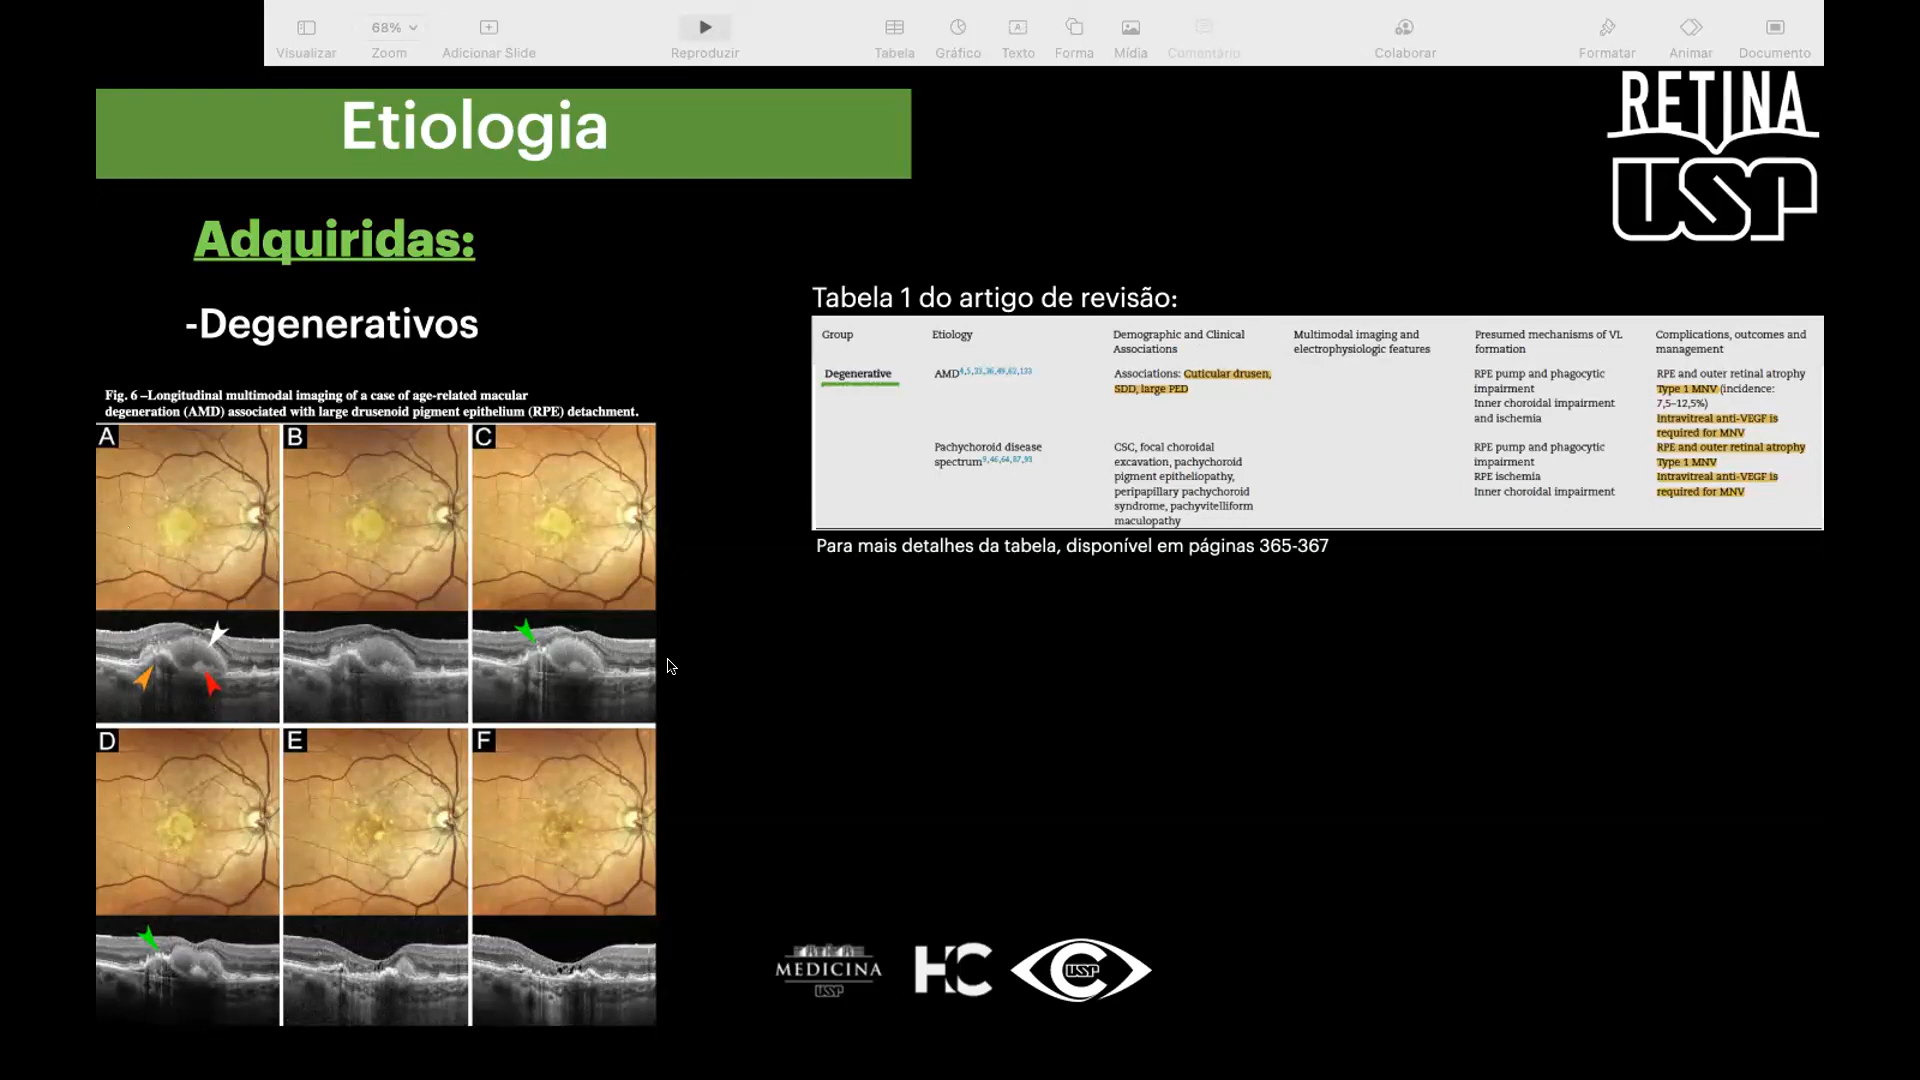 68%
Visualizar Zoom Adicionar Slide Reproduzir Tabela Gráfico Texto Forma Mídia Comentário Colaborar Formatar Animar Documento
Etiologia
RETINA
USP
Adquiridas:
-Degenerativos
Fig. 6 –Longitudinal multimodal imaging of a case of age-related macular
degeneration (AMD) associated with large drusenoid pigment epithelium (RPE) detachment.
A B C
D E F
Tabela 1 do artigo de revisão:
Group
Etiology
Demographic and Clinical
Associations
Multimodal imaging and
electrophysiologic features
Presumed mechanisms of VL
formation
Complications, outcomes and
management
Degenerative
AMD
Associations: Cuticular drusen,
SDD, large PED
RPE pump and phagocytic
impairment
Inner choroidal impairment
and ischemia
RPE and outer retinal atrophy
Type 1 MNV (incidence:
7,5–12,5%)
Intravitreal anti-VEGF is
required for MNV
Pachychoroid disease
spectrum
CSC, focal choroidal
excavation, pachychoroid
pigment epitheliopathy,
peripapillary pachychoroid
syndrome, pachyvitelliform
maculopathy
RPE pump and phagocytic
impairment
RPE ischemia
Inner choroidal impairment
RPE and outer retinal atrophy
Type 1 MNV
Intravitreal anti-VEGF is
required for MNV
Para mais detalhes da tabela, disponível em páginas 365-367
MEDICINA
USP
HC
USP